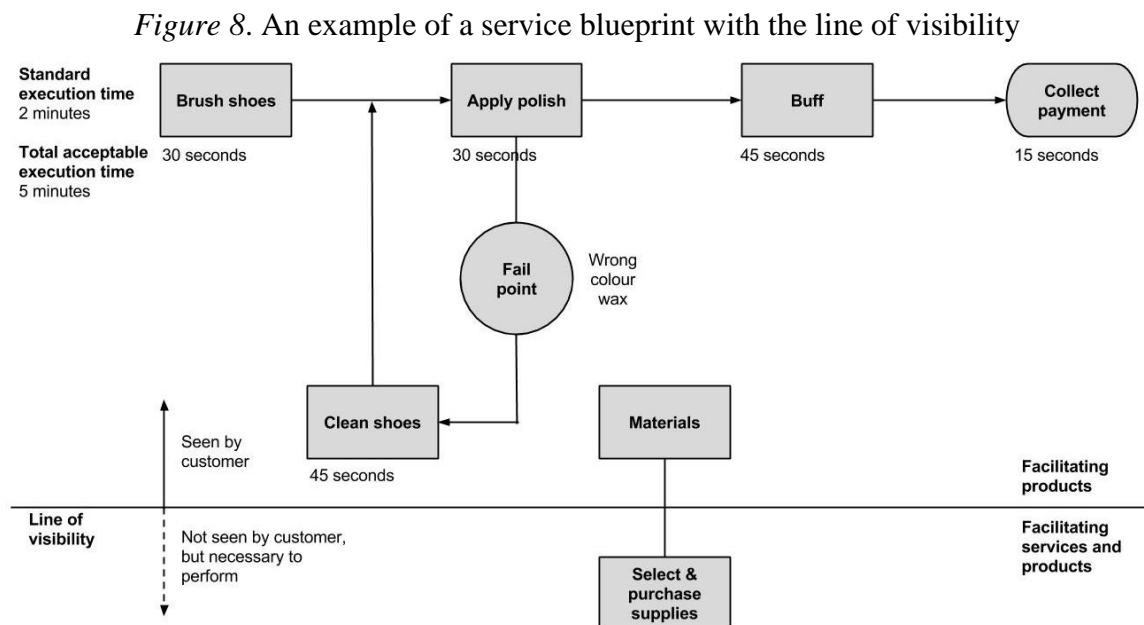 Figure 8. An example of a service blueprint with the line of visibility
Standard
execution time
2 minutes
Total acceptable
execution time
5 minutes
Brush shoes
30 seconds
Apply polish
30 seconds
Buff
45 seconds
Collect
payment
15 seconds
Fail
point
Wrong
colour
wax
Clean shoes
45 seconds
Materials
Seen by
customer
Facilitating
products
Line of
visibility
Not seen by customer,
but necessary to
perform
Facilitating
services and
products
Select &
purchase
supplies